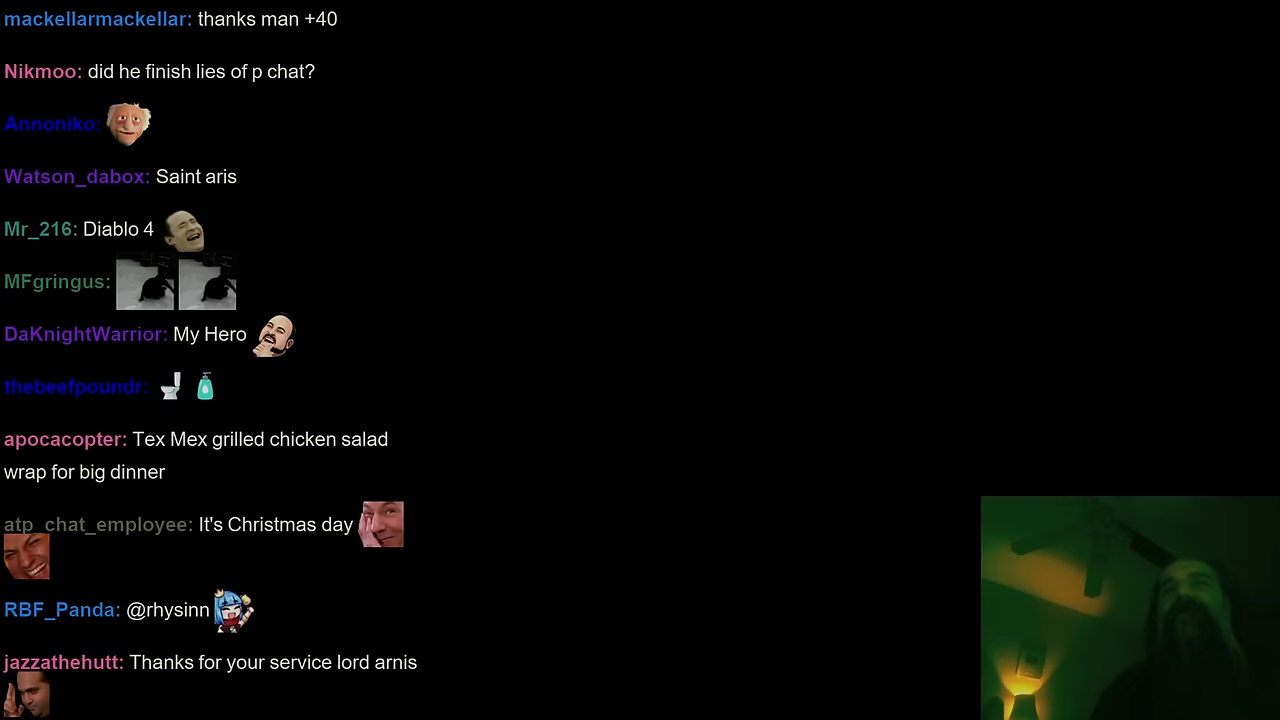 mackellarmackellar: thanks man +40
Nikmoo: did he finish lies of p chat?
Annoniko:
Watson_dabox: Saint aris
Mr_216: Diablo 4
MFgringus:
DaKnightWarrior: My Hero
thebeefpoundr:
apocacopter: Tex Mex grilled chicken salad
wrap for big dinner
atp_chat_employee: It's Christmas day
RBF_Panda: @rhysinn
jazzathehutt: Thanks for your service lord arnis